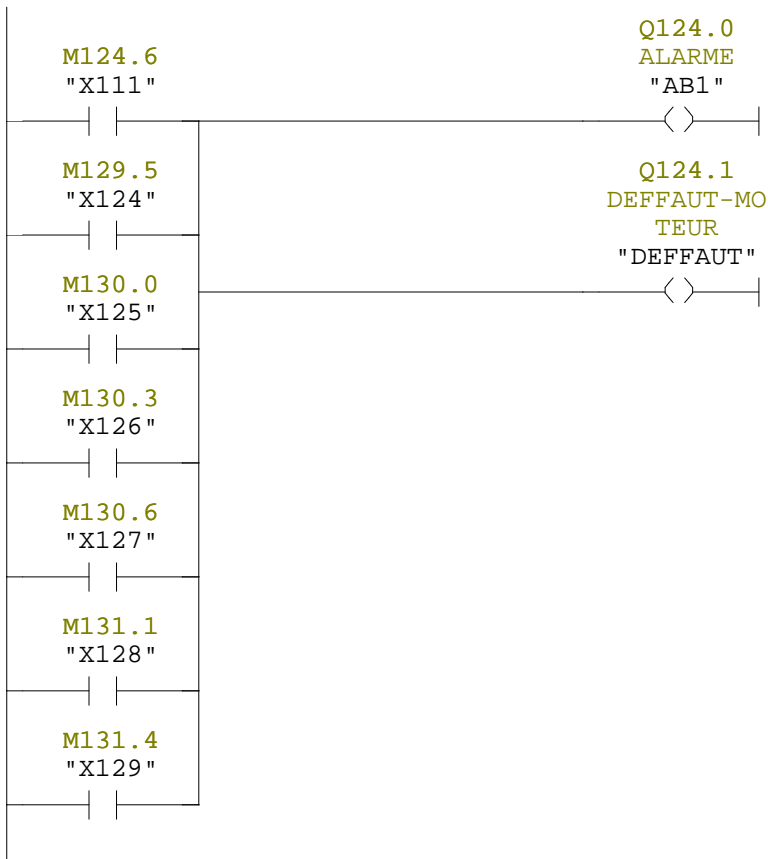 Q124.0
M124.6
ALARME
"X111"
"AB1"
M129.5
Q124.1
"X124"
DEFFAUT-MO
TEUR
"DEFFAUT"
M130.0
"X125"
M130.3
"X126"
M130.6
"X127"
M131.1
"X128"
M131.4
"X129"